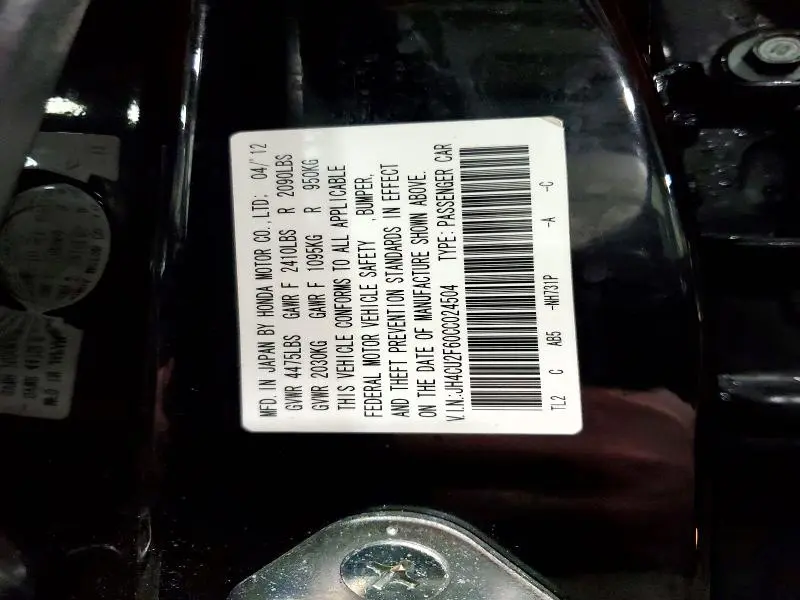 MFD. IN JAPAN BY HONDA MOTOR CO., LTD: 04/'12
GVWR 4475LBS GAWR F 2410LBS R 2090LBS
GVWR 2030KG GAWR F 1095KG R 950KG
THIS VEHICLE CONFORMS TO ALL APPLICABLE
FEDERAL MOTOR VEHICLE SAFETY , BUMPER,
AND THEFT PREVENTION STANDARDS IN EFFECT
ON THE DATE OF MANUFACTURE SHOWN ABOVE.
V.I.N.:JH4CU2F60CC024504 TYPE: PASSENGER CAR
TL2 C AB5 -NH731P -A -C